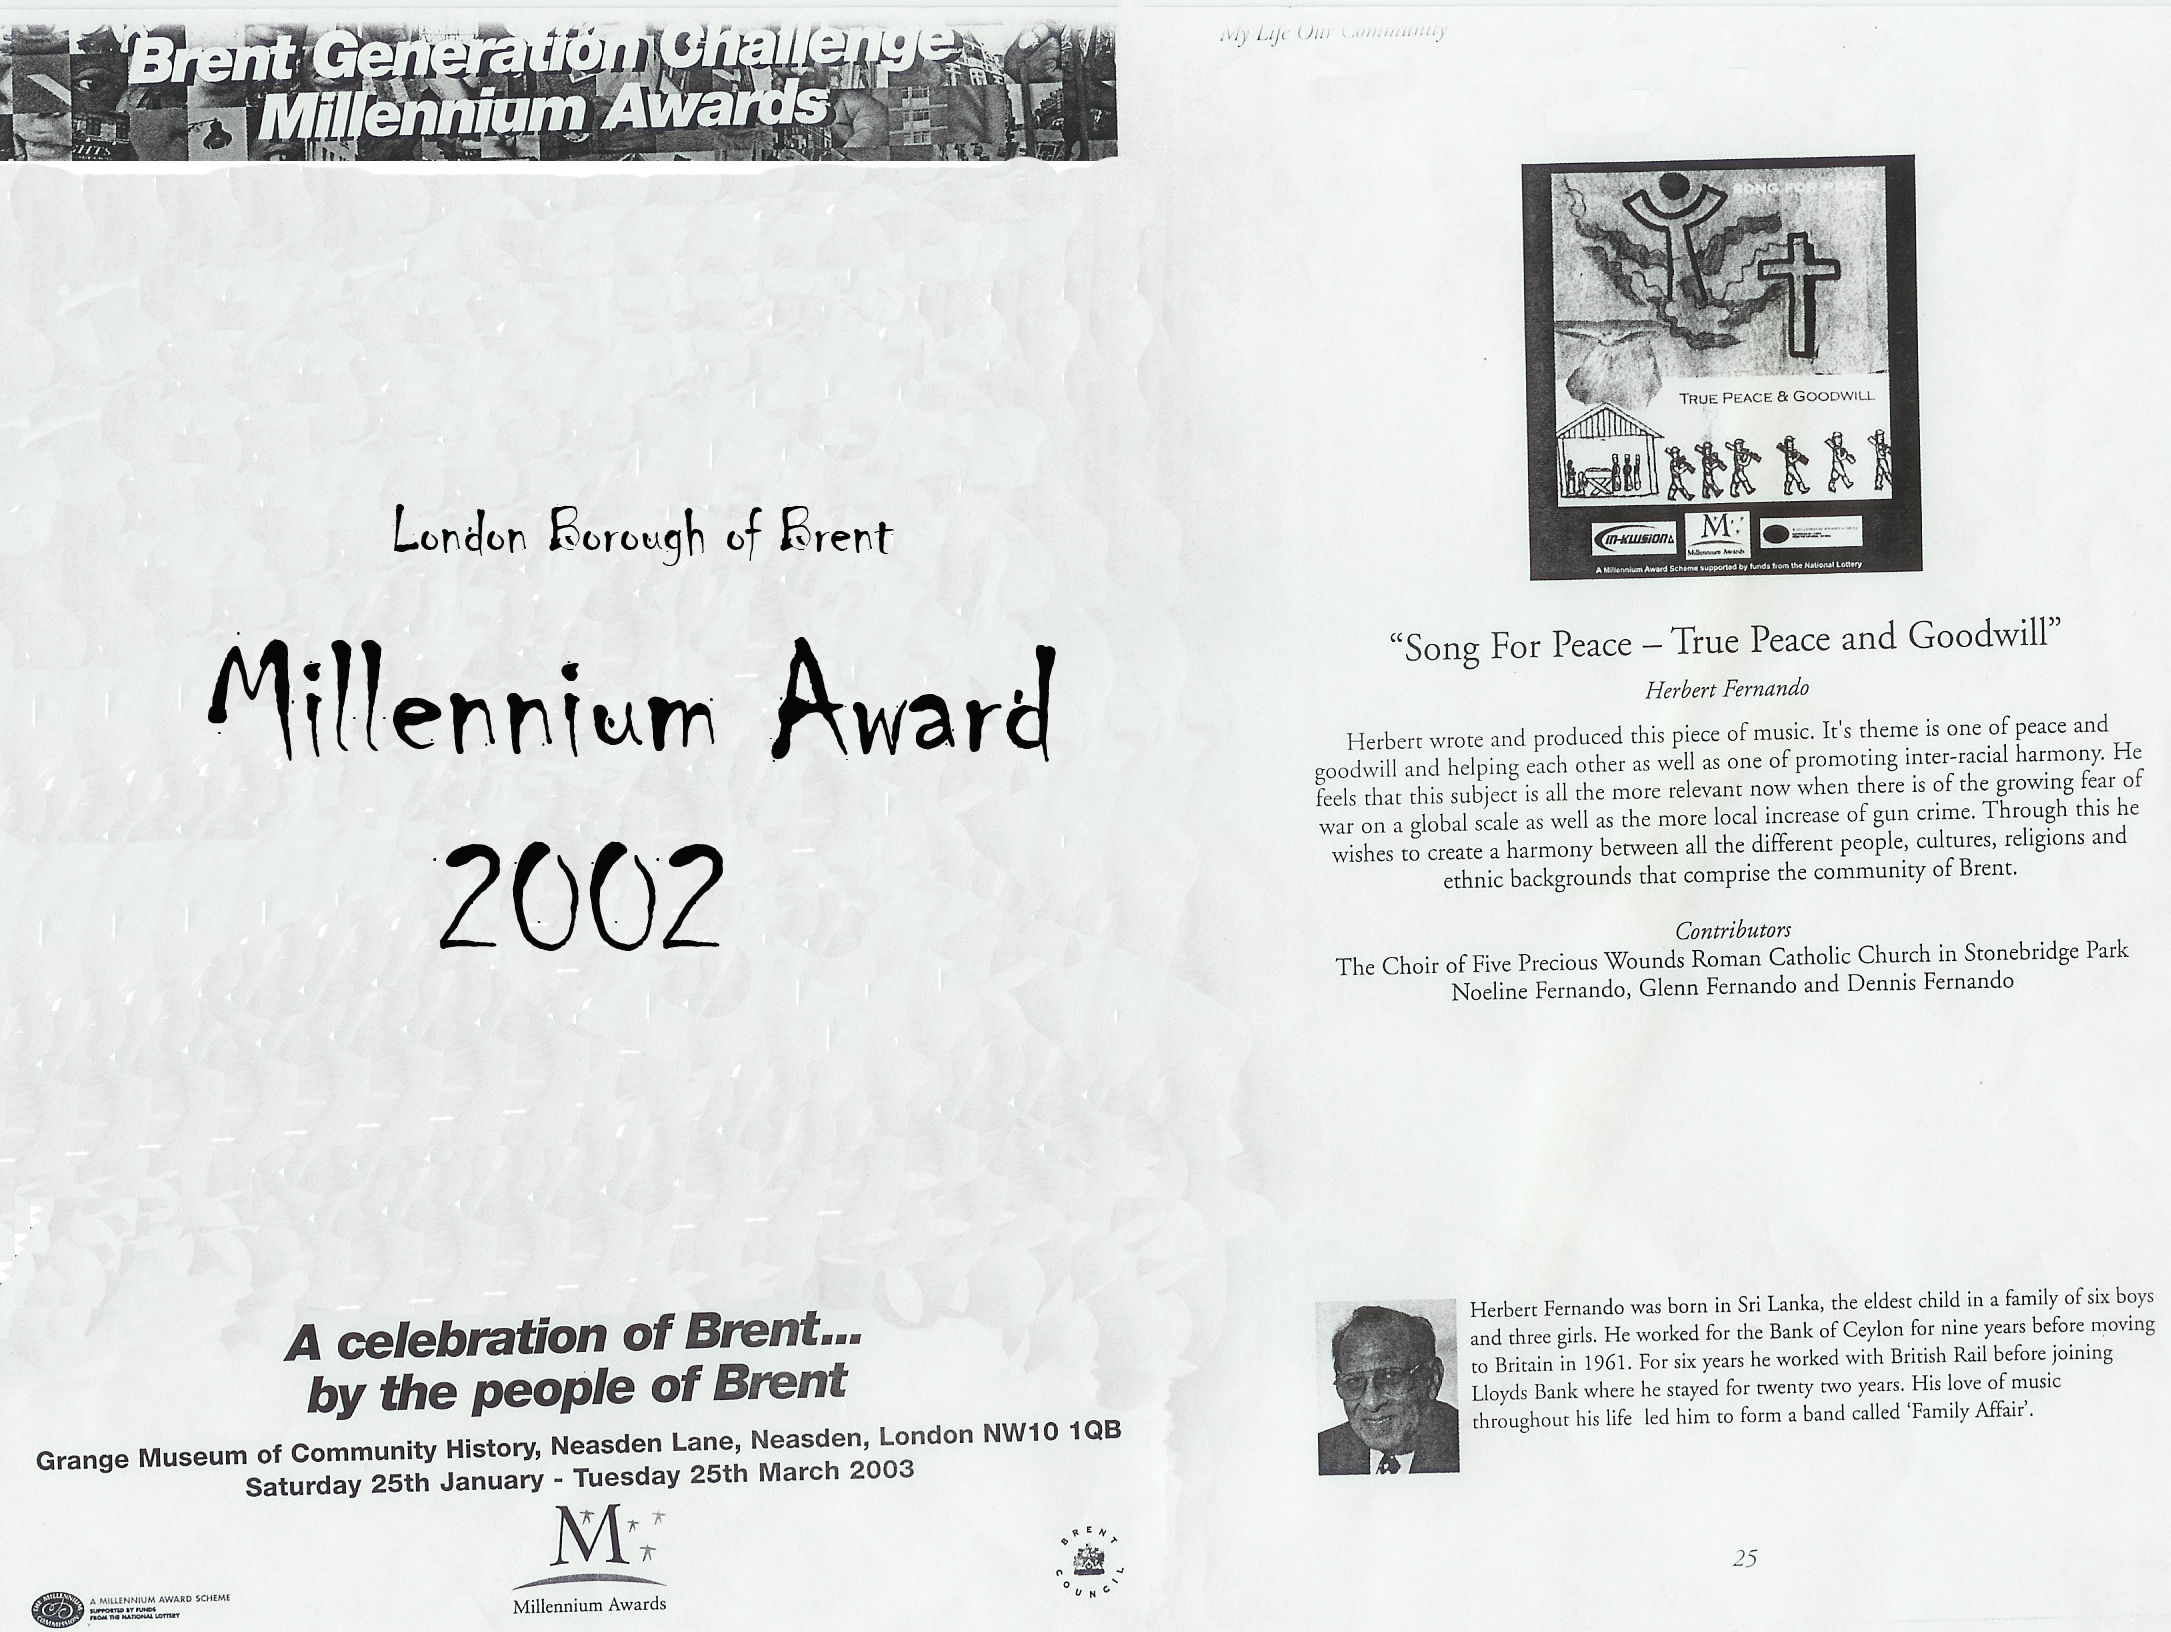 Brent Generation Challenge
Millennium Awards
London Borough of Brent
Millennium Award
2002
A celebration of Brent...
by the people of Brent
Grange Museum of Community History, Neasden Lane, Neasden, London NW10 1QB
Saturday 25th January - Tuesday 25th March 2003
M
Millennium Awards
THE MILLENNIUM COMMISSION
A MILLENNIUM AWARD SCHEME
SUPPORTED BY FUNDS
FROM THE NATIONAL LOTTERY
BRENT COUNCIL
My Life Our Community
SONG FOR PEACE
TRUE PEACE & GOODWILL
IN-KLUSION
M
Millennium Awards
A MILLENNIUM AWARD SCHEME
A Millennium Award Scheme supported by funds from the National Lottery
“Song For Peace – True Peace and Goodwill”
Herbert Fernando
Herbert wrote and produced this piece of music. It's theme is one of peace and
goodwill and helping each other as well as one of promoting inter-racial harmony. He
feels that this subject is all the more relevant now when there is of the growing fear of
war on a global scale as well as the more local increase of gun crime. Through this he
wishes to create a harmony between all the different people, cultures, religions and
ethnic backgrounds that comprise the community of Brent.
Contributors
The Choir of Five Precious Wounds Roman Catholic Church in Stonebridge Park
Noeline Fernando, Glenn Fernando and Dennis Fernando
Herbert Fernando was born in Sri Lanka, the eldest child in a family of six boys
and three girls. He worked for the Bank of Ceylon for nine years before moving
to Britain in 1961. For six years he worked with British Rail before joining
Lloyds Bank where he stayed for twenty two years. His love of music
throughout his life led him to form a band called ‘Family Affair’.
25